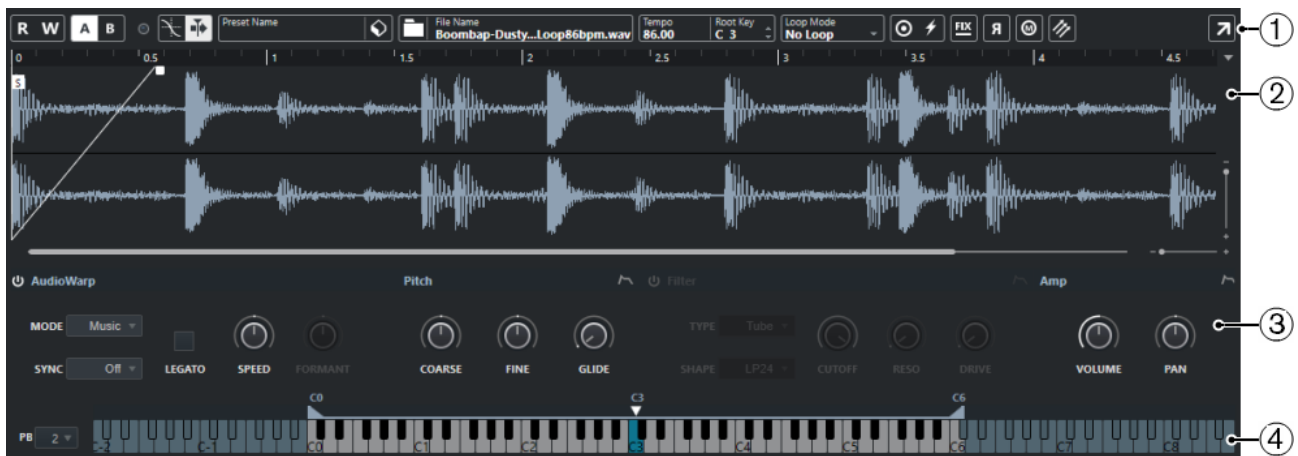 R W A B Preset Name File Name Tempo Root Key Loop Mode
Boombap-Dusty...Loop86bpm.wav 86.00 C 3 No Loop FIX R M 1
0 0.5 1 1.5 2 2.5 3 3.5 4 4.5
S
2
AudioWarp Pitch Filter Amp
MODE Music TYPE Tube 3
SYNC Off LEGATO SPEED FORMANT COARSE FINE GLIDE SHAPE LP24 CUTOFF RESO DRIVE VOLUME PAN
C0 C3 C6
PB 2 C-2 C-1 C0 C1 C2 C3 C4 C5 C6 C7 C8 4